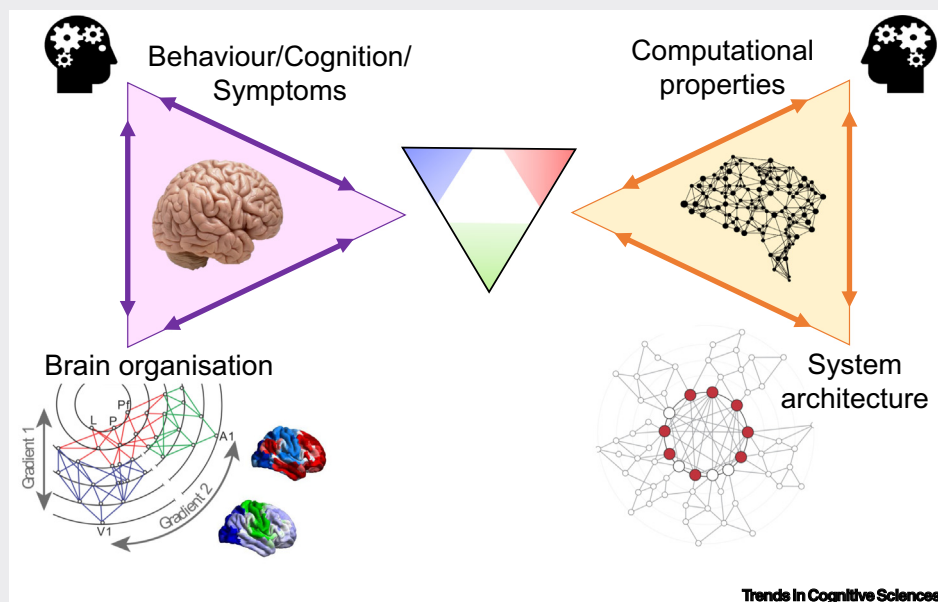 Behaviour/Cognition/
Symptoms
Computational
properties
Brain organisation
System
architecture
Gradient 1
L
P
Pf
A1
Gradient 2
V1
Trends in Cognitive Sciences